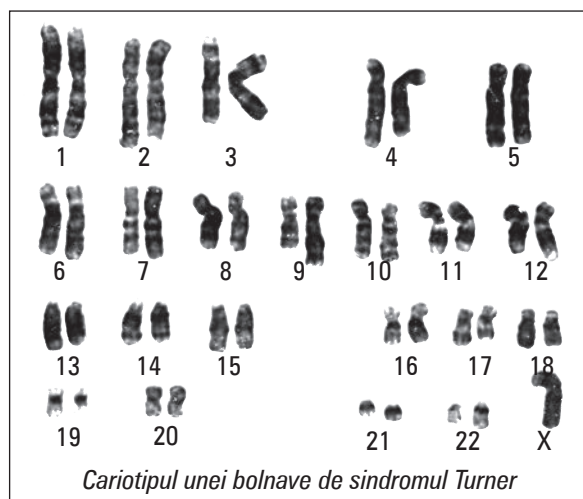 1 2 3 4 5
6 7 8 9 10 11 12
13 14 15 16 17 18
19 20 21 22 X
Cariotipul unei bolnave de sindromul Turner